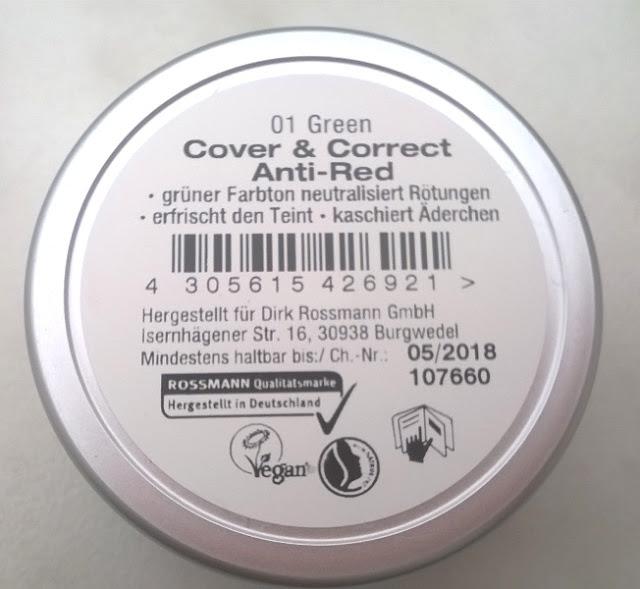 01 Green
Cover & Correct
Anti-Red
· grüner Farbton neutralisiert Rötungen
· erfrischt den Teint · kaschiert Äderchen
4 305615 426921 >
Hergestellt für Dirk Rossmann GmbH
Isernhägener Str. 16, 30938 Burgwedel
Mindestens haltbar bis:/ Ch.-Nr.: 05/2018
107660
ROSSMANN Qualitätsmarke
Hergestellt in Deutschland
Vegan